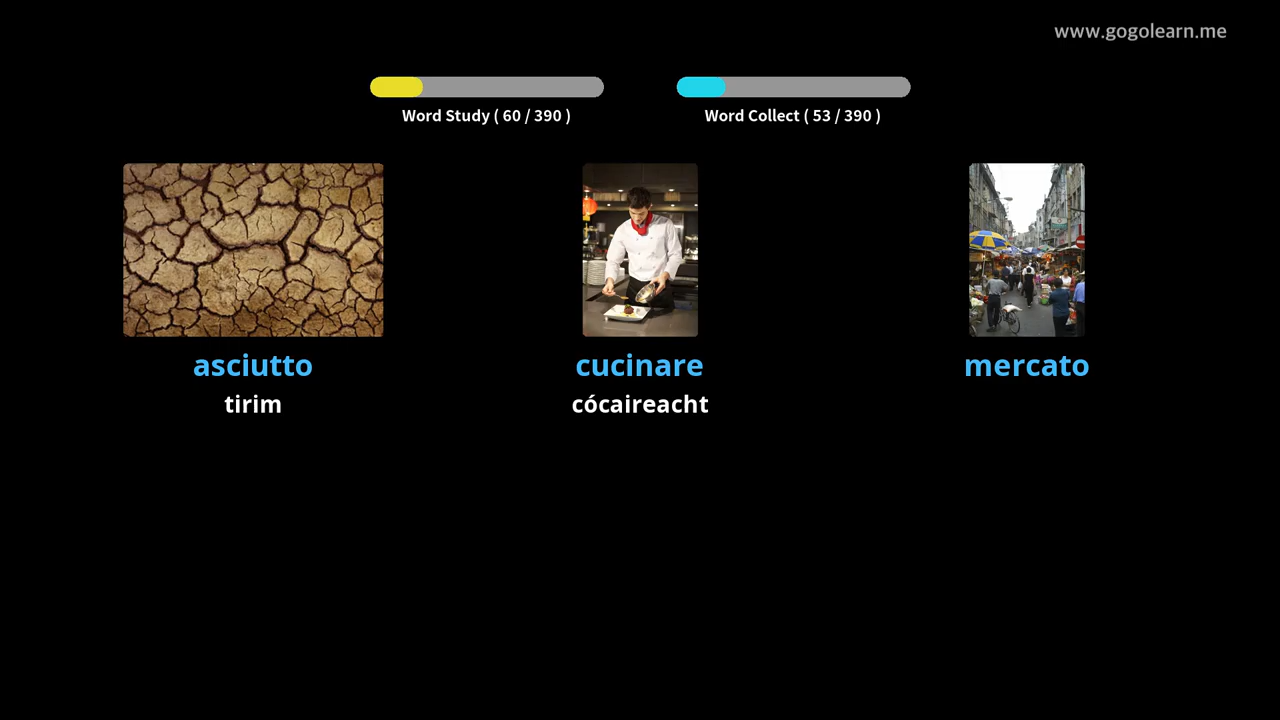 www.gogolearn.me
Word Study ( 60 / 390 )
Word Collect ( 53 / 390 )
asciutto
tirim
cucinare
cócaireacht
mercato